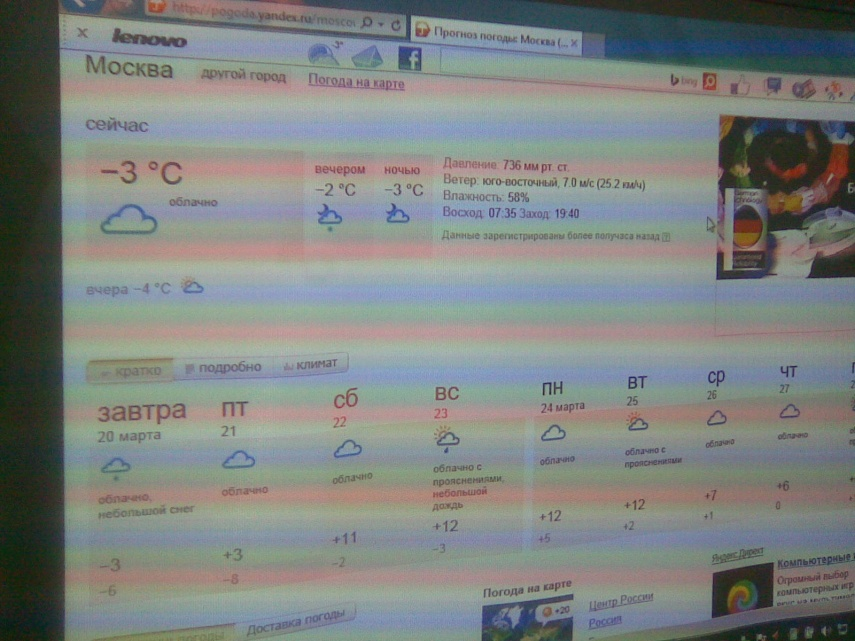 http://pogoda.yandex.ru/moscow
Прогноз погоды: Москва (...
lenovo
3°
bing
Москва
другой город
Погода на карте
сейчас
−3 °C
облачно
вечером
−2 °C
ночью
−3 °C
Давление: 736 мм рт. ст.
Ветер: юго-восточный, 7.0 м/с (25.2 км/ч)
Влажность: 58%
Восход: 07:35 Заход: 19:40
Данные зарегистрированы более получаса назад
вчера −4 °C
кратко
подробно
климат
завтра
20 марта
облачно, 
небольшой снег
−3
−6
пт
21
облачно
+3
−8
сб
22
облачно
+11
−2
вс
23
облачно с
прояснениями,
небольшой
дождь
+12
−3
пн
24 марта
облачно
+12
+5
вт
25
облачно с
прояснениями
+12
+2
ср
26
облачно
+7
+1
чт
27
облачно
+6
0
Доставка погоды
Погода на карте
+20
Центр России
Россия
Яндекс.Директ
Компьютерные
Огромный выбор
компьютерных игр